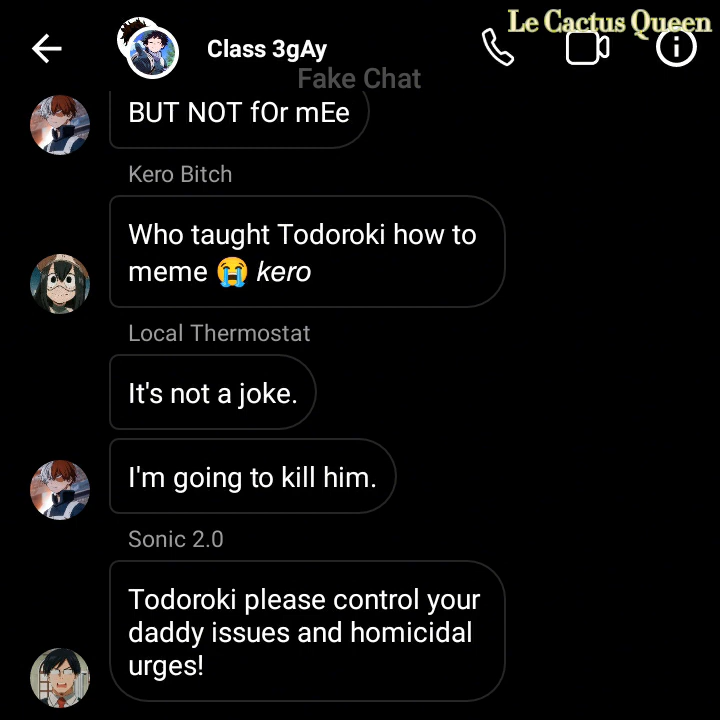 Le Cactus Queen
Class 3gAy
Fake Chat
BUT NOT fOr mEe
Kero Bitch
Who taught Todoroki how to
meme 😭 kero
Local Thermostat
It's not a joke.
I'm going to kill him.
Sonic 2.0
Todoroki please control your
daddy issues and homicidal
urges!